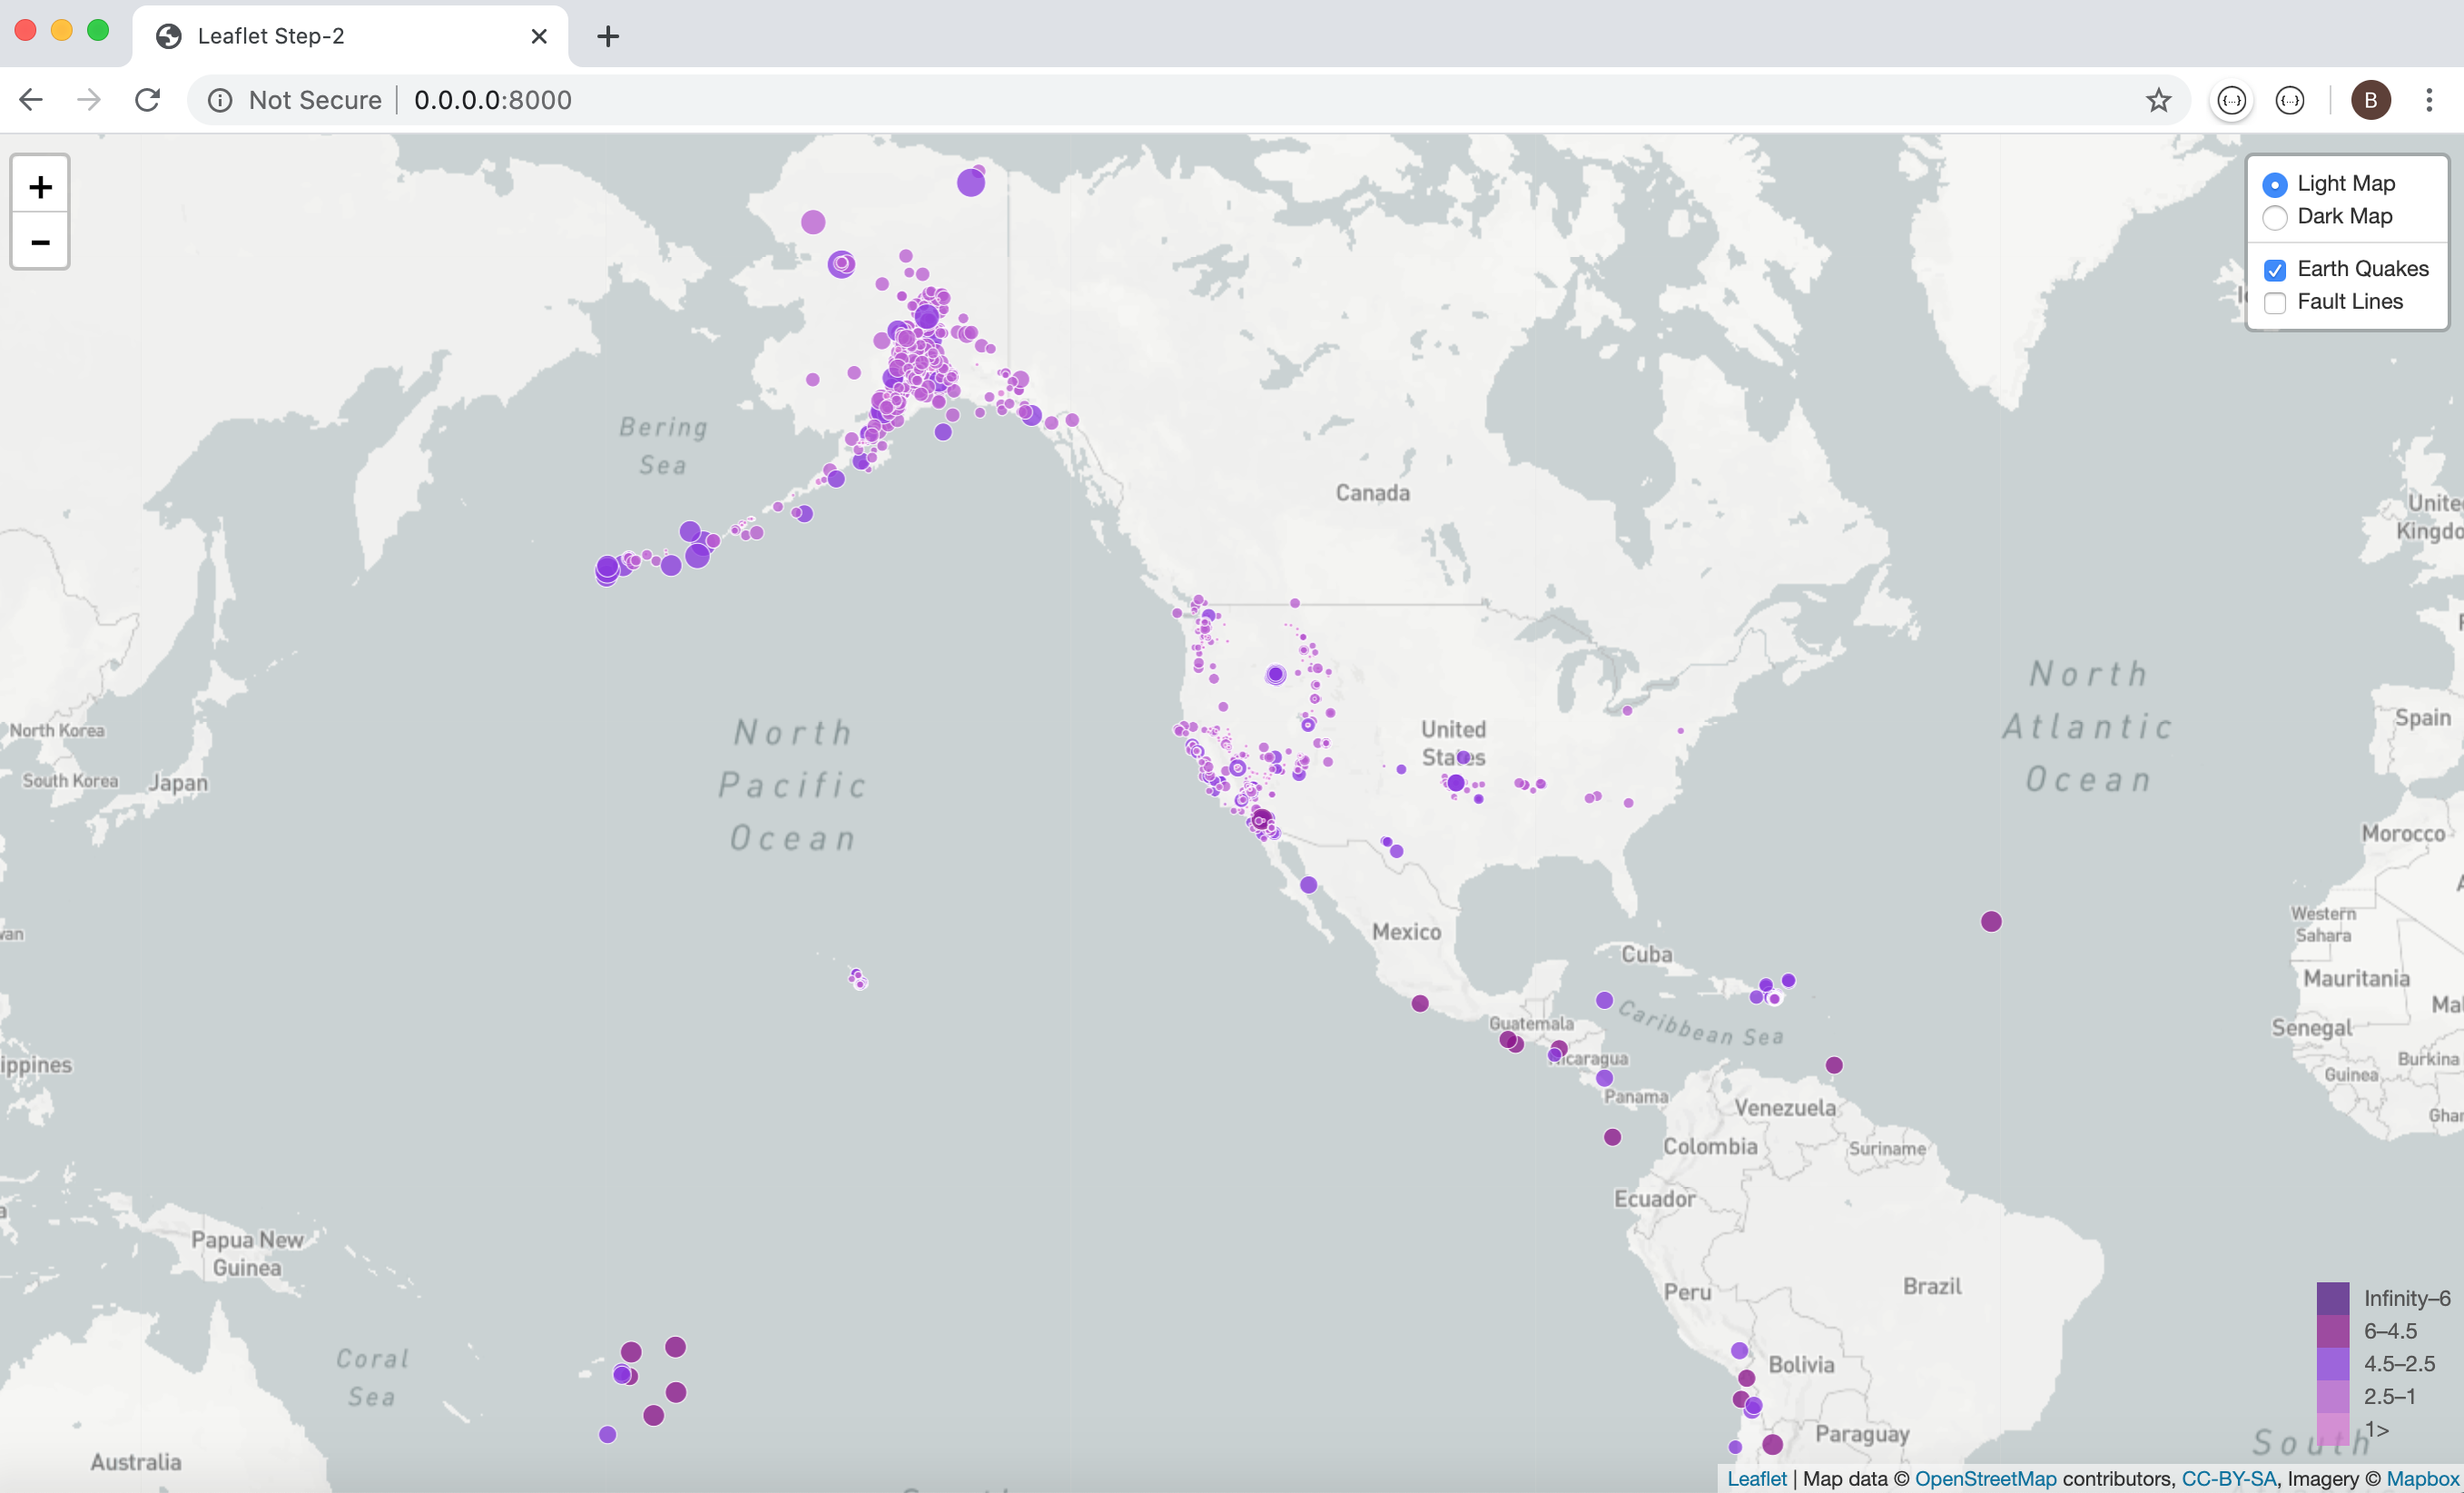 Leaflet Step-2
Not Secure
0.0.0.0:8000
B
+
−
Light Map
Dark Map
Earth Quakes
Fault Lines
Bering
Sea
Canada
North
Pacific
Ocean
North
Atlantic
Ocean
United
States
North Korea
South Korea
Japan
Spain
Morocco
Western
Sahara
Mauritania
Senegal
Burkina
Guinea
Mexico
Cuba
Caribbean Sea
Guatemala
Nicaragua
Panama
Venezuela
Colombia
Suriname
Ecuador
Peru
Brazil
Bolivia
Paraguay
Papua New
Guinea
Coral
Sea
Australia
South
Infinity–6
6–4.5
4.5–2.5
2.5–1
1>
Leaflet | Map data © OpenStreetMap contributors, CC-BY-SA, Imagery © Mapbox